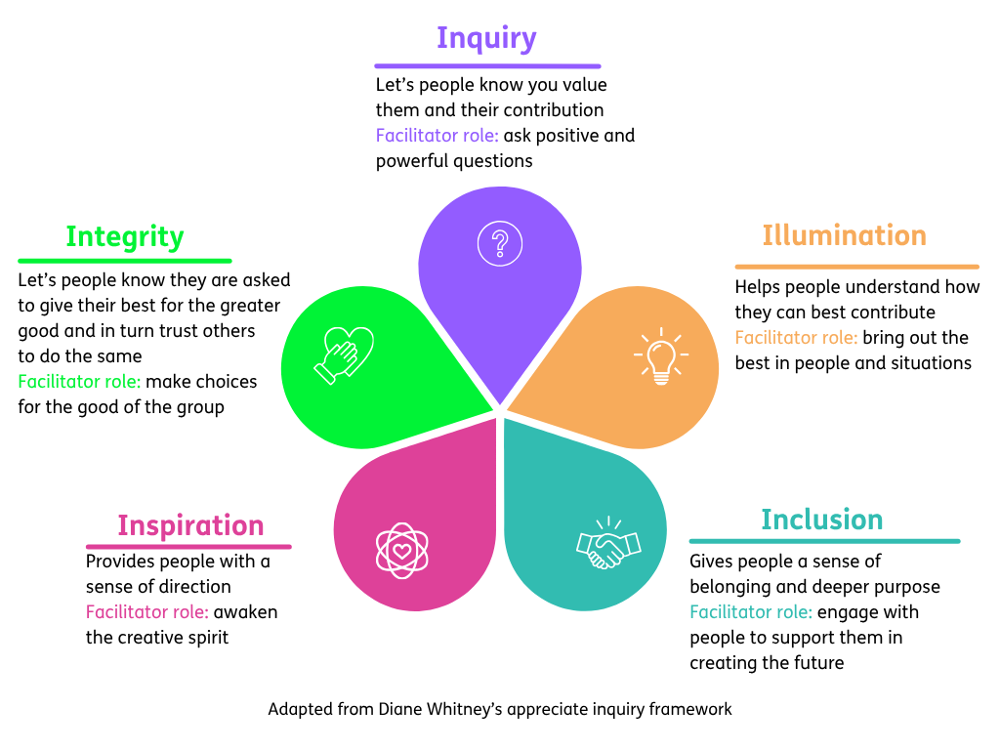 Inquiry
Let's people know you value
them and their contribution
Facilitator role: ask positive and
powerful questions
Integrity
Let's people know they are asked
to give their best for the greater
good and in turn trust others
to do the same
Facilitator role: make choices
for the good of the group
Illumination
Helps people understand how
they can best contribute
Facilitator role: bring out the
best in people and situations
?
Inspiration
Provides people with a
sense of direction
Facilitator role: awaken
the creative spirit
Inclusion
Gives people a sense of
belonging and deeper purpose
Facilitator role: engage with
people to support them in
creating the future
Adapted from Diane Whitney's appreciate inquiry framework